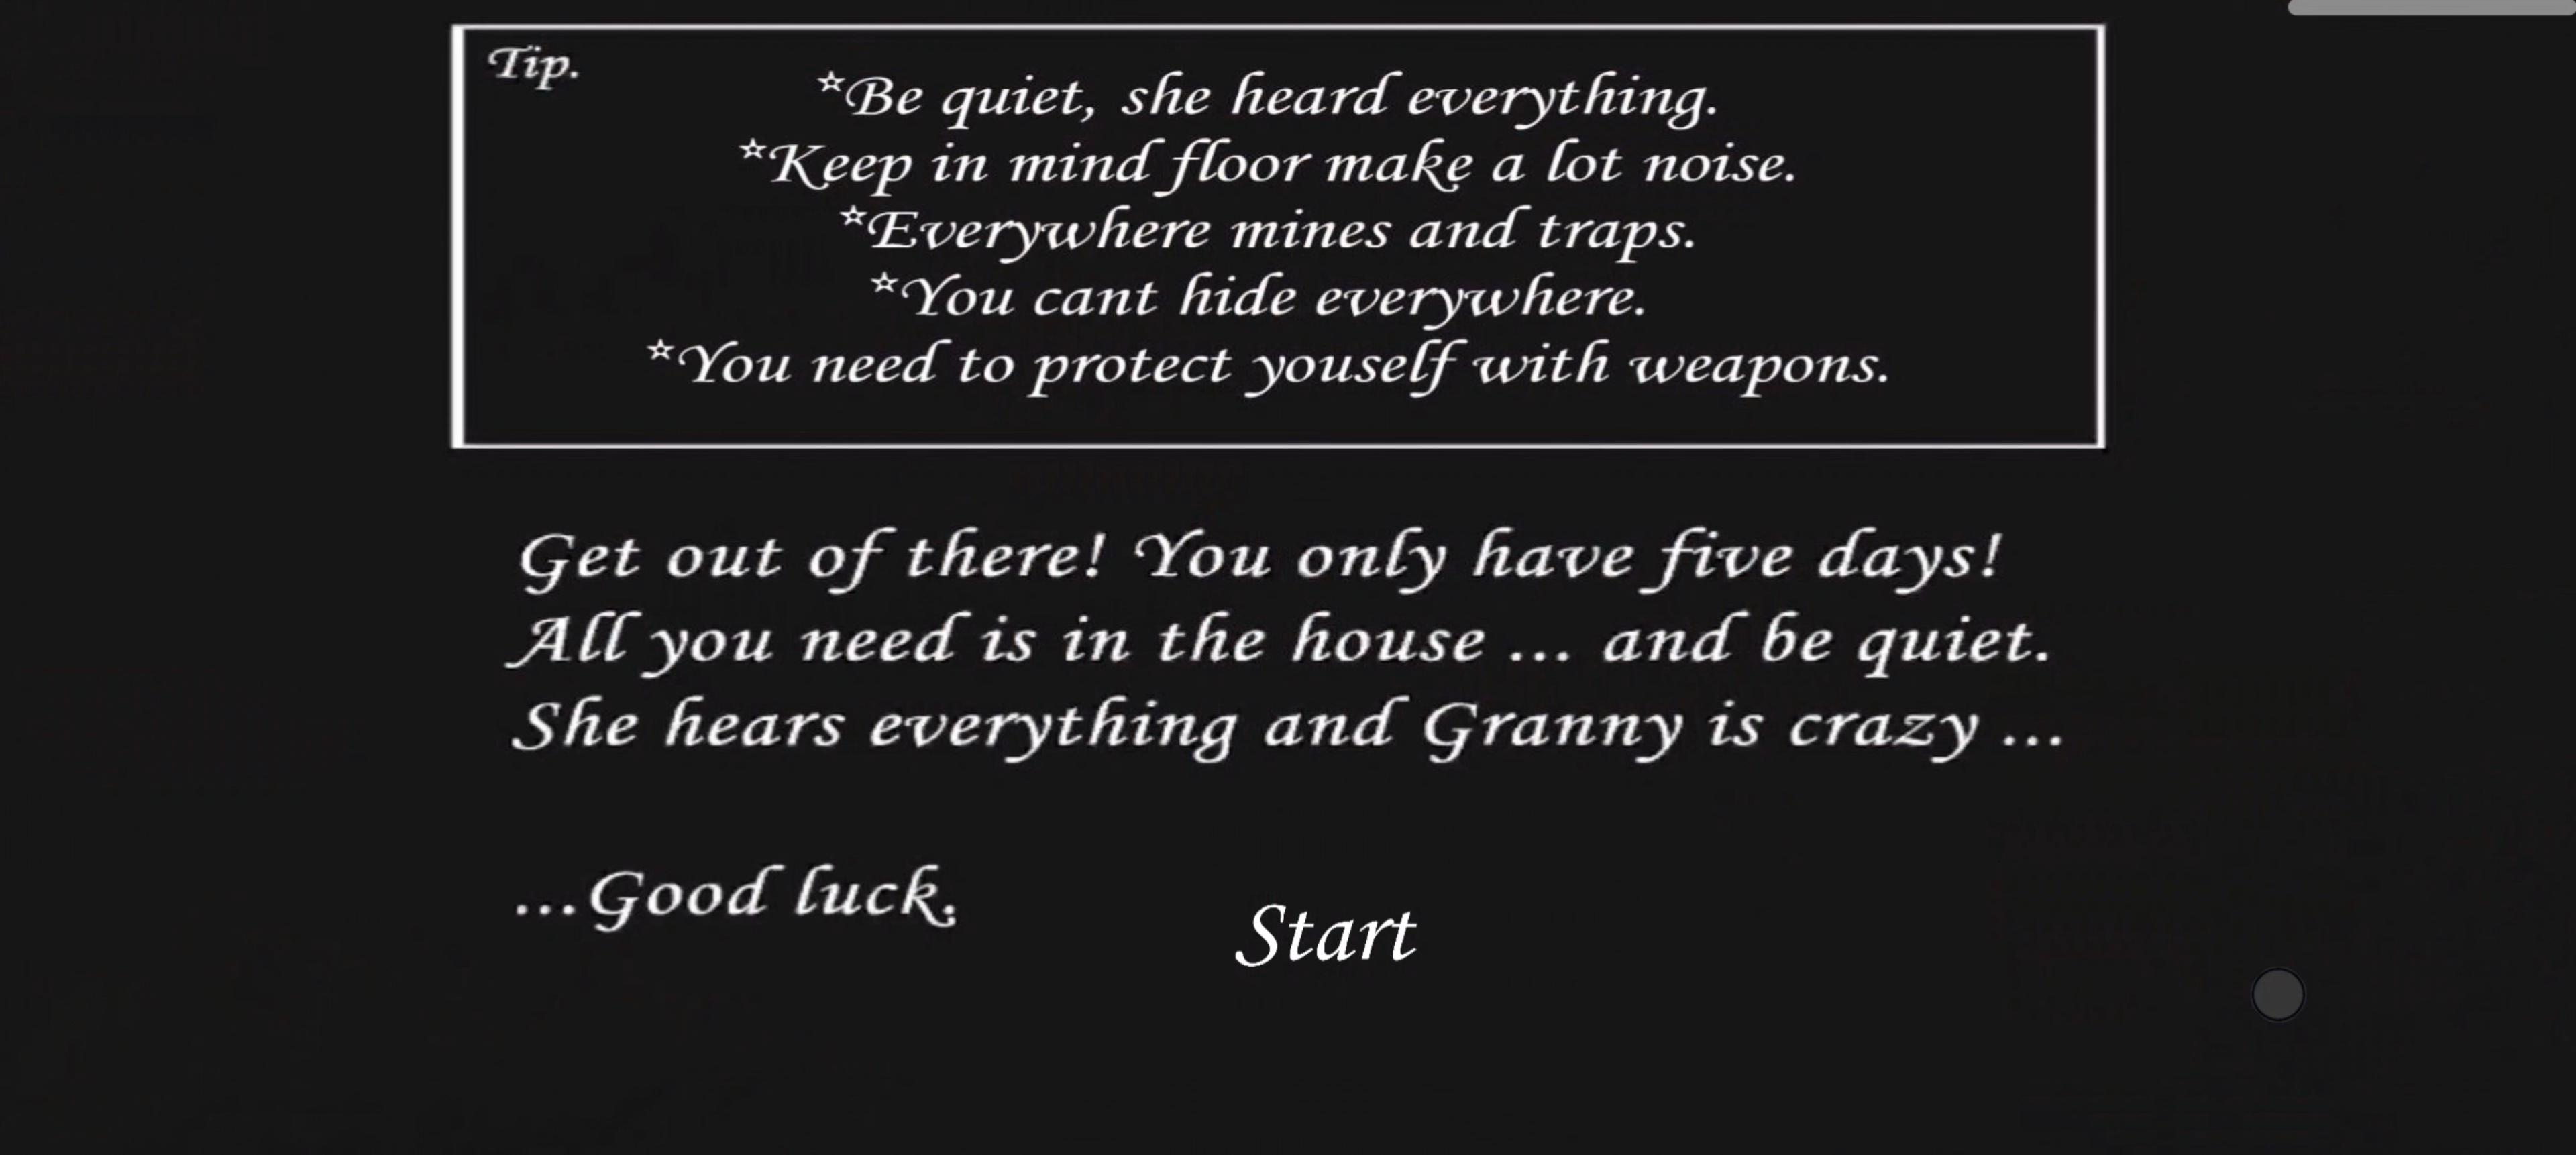 Tip.
*Be quiet, she heard everything.
*Keep in mind floor make a lot noise.
*Everywhere mines and traps.
*You cant hide everywhere.
*You need to protect youself with weapons.
Get out of there! You only have five days!
All you need is in the house ... and be quiet.
She hears everything and Granny is crazy ...
...Good luck.
Start